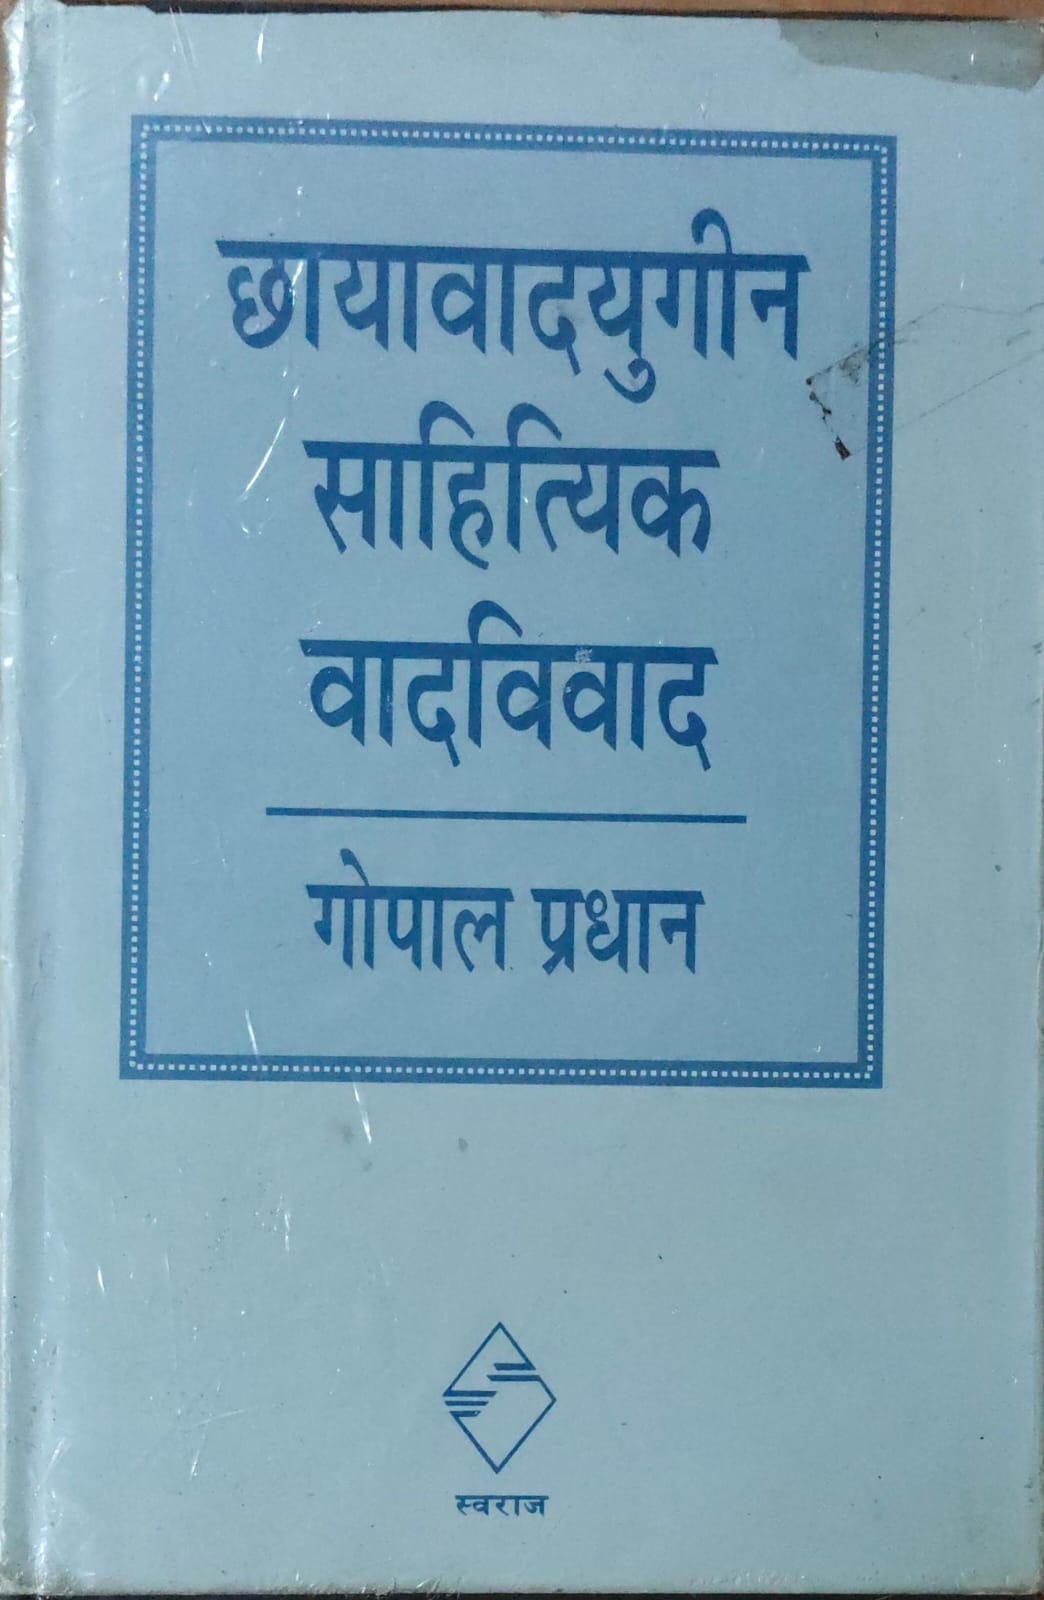 छायावादयुगीन
साहित्यिक
वादविवाद
गोपाल प्रधान
स्वराज